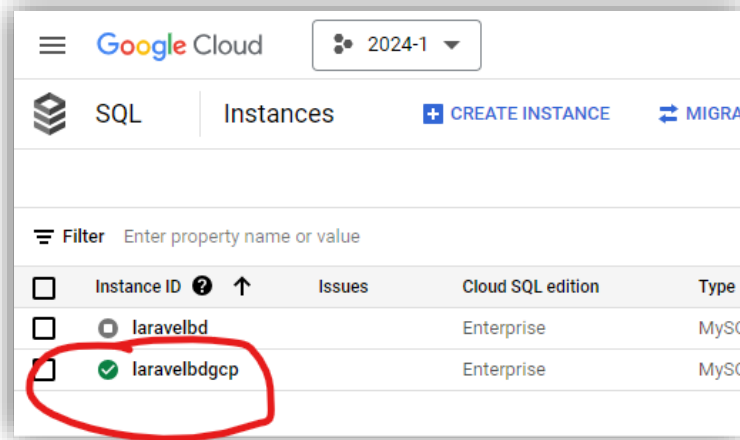 Google Cloud 2024-1
SQL Instances CREATE INSTANCE
Filter Enter property name or value
Instance ID Issues Cloud SQL edition Type
laravelbd Enterprise
laravelbdgcp Enterprise